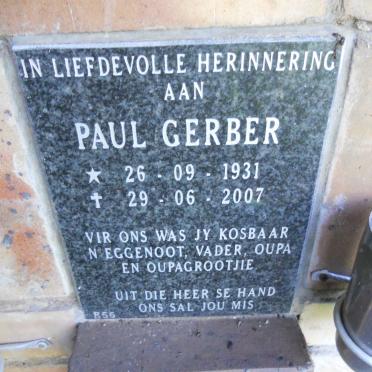 IN LIEFDEVOLLE HERINNERING
AAN
PAUL GERBER
★ 26 - 09 - 1931
✝ 29 - 06 - 2007
VIR ONS WAS JY KOSBAAR
N'EGGENOOT, VADER, OUPA
EN OUPAGROOTJIE
UIT DIE HEER SE HAND
ONS SAL JOU MIS